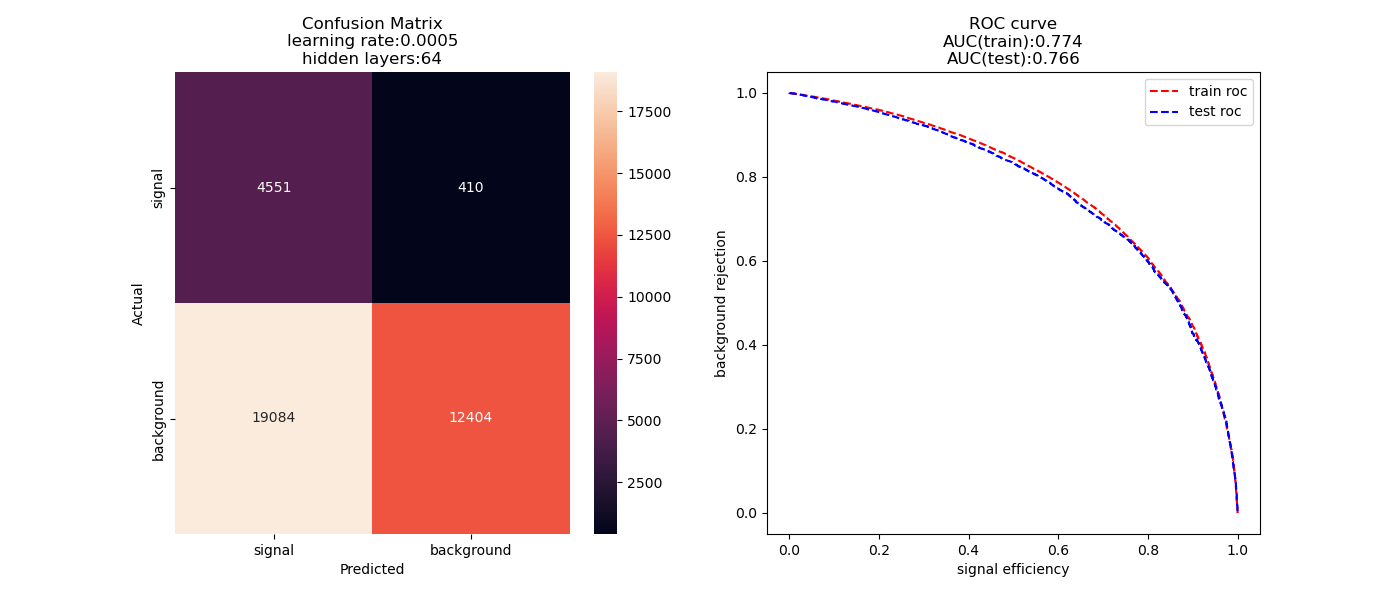 Confusion Matrix
learning rate:0.0005
hidden layers:64
signal
background
Actual
4551
410
19084
12404
signal
background
Predicted
17500
15000
12500
10000
7500
5000
2500
ROC curve
AUC(train):0.774
AUC(test):0.766
train roc
test roc
background rejection
1.0
0.8
0.6
0.4
0.2
0.0
0.0
0.2
0.4
0.6
0.8
1.0
signal efficiency